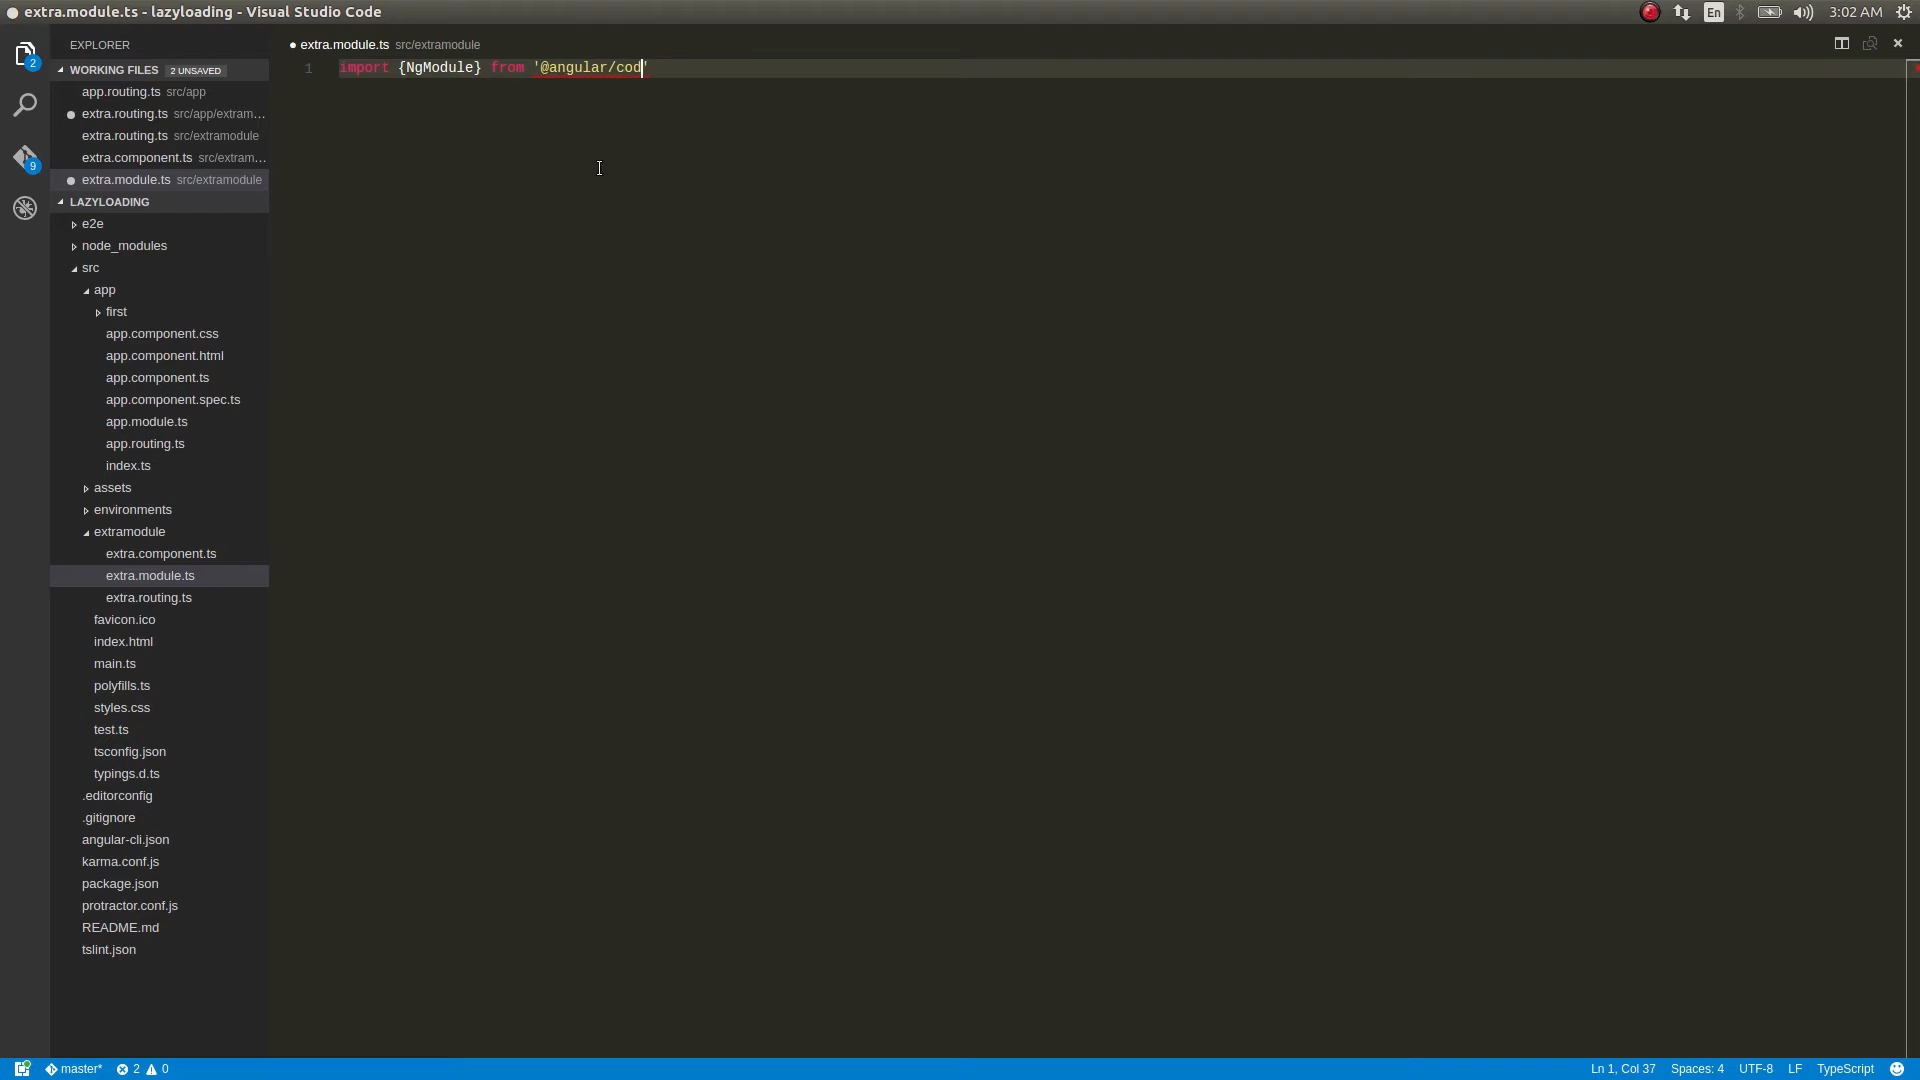 extra.module.ts - lazyloading - Visual Studio Code
En
3:02 AM
EXPLORER
WORKING FILES 2 UNSAVED
app.routing.ts src/app
extra.routing.ts src/app/extram…
extra.routing.ts src/extramodule
extra.component.ts src/extram…
extra.module.ts src/extramodule
LAZYLOADING
e2e
node_modules
src
app
first
app.component.css
app.component.html
app.component.ts
app.component.spec.ts
app.module.ts
app.routing.ts
index.ts
assets
environments
extramodule
extra.component.ts
extra.module.ts
extra.routing.ts
favicon.ico
index.html
main.ts
polyfills.ts
styles.css
test.ts
tsconfig.json
typings.d.ts
.editorconfig
.gitignore
angular-cli.json
karma.conf.js
package.json
protractor.conf.js
README.md
tslint.json
2
9
extra.module.ts src/extramodule
1 import {NgModule} from '@angular/cod'
master* 2 0
Ln 1, Col 37 Spaces: 4 UTF-8 LF TypeScript